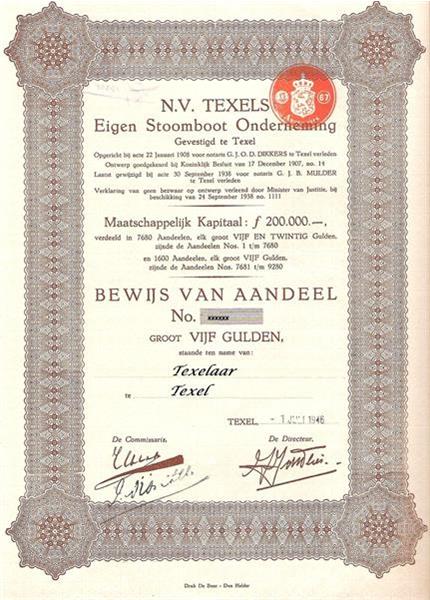 N.V. TEXELS
Eigen Stoomboot Onderneming
Gevestigd te Texel
Opgericht bij acte 22 Januari 1908 voor notaris G. J. O. D. DIKKERS te Texel verleden
Ontwerp goedgekeurd bij Koninklijk Besluit van 17 December 1907, no. 14
Laatst gewijzigd bij acte 30 September 1938 voor notaris G. J. B. MULDER
te Texel verleden
Verklaring van geen bezwaar op ontwerp verleend door Minister van Justitie, bij
beschikking van 24 September 1938 no. 1111
Maatschappelijk Kapitaal: ƒ 200.000.—,
verdeeld in 7680 Aandeelen, elk groot VIJF EN TWINTIG Gulden,
zijnde de Aandeelen Nos. 1 t/m 7680
en 1600 Aandeelen, elk groot VIJF Gulden,
zijnde de Aandeelen Nos. 7681 t/m 9280
BEWIJS VAN AANDEEL
No. xxxxxx
GROOT VIJF GULDEN,
staande ten name van:
Texelaar
te Texel
TEXEL, 1946
De Commissaris, De Directeur,
Druk De Boer - Den Helder